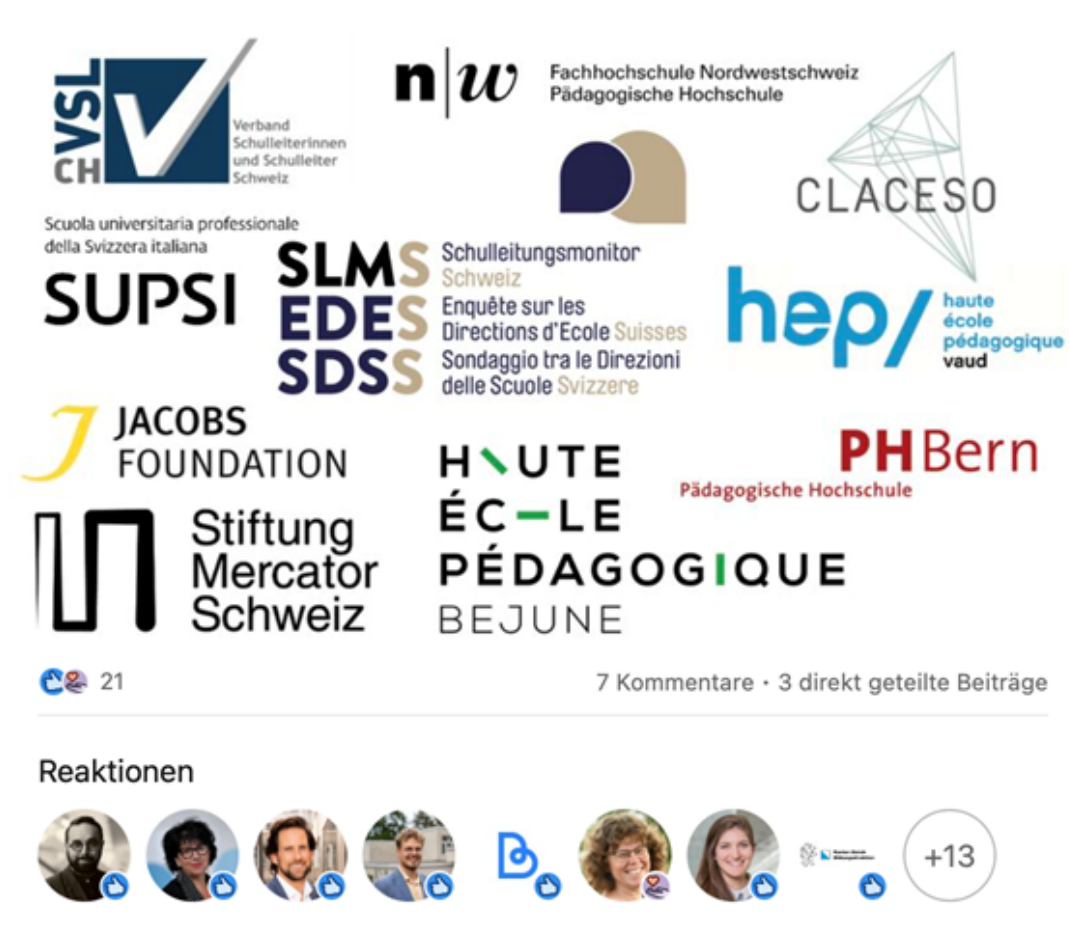 CH VSL
Verband
Schulleiterinnen
und Schulleiter
Schweiz
n|w
Fachhochschule Nordwestschweiz
Pädagogische Hochschule
CLACESO
Scuola universitaria professionale
della Svizzera italiana
SUPSI
SLMS
Schulleitungsmonitor
Schweiz
EDES
Enquête sur les
Directions d'Ecole Suisses
SDSS
Sondaggio tra le Direzioni
delle Scuole Svizzere
hep/
haute
école
pédagogique
vaud
JACOBS
FOUNDATION
HAUTE
ÉCOLE
PÉDAGOGIQUE
BEJUNE
PHBern
Pädagogische Hochschule
Stiftung
Mercator
Schweiz
21
7 Kommentare • 3 direkt geteilte Beiträge
Reaktionen
+13